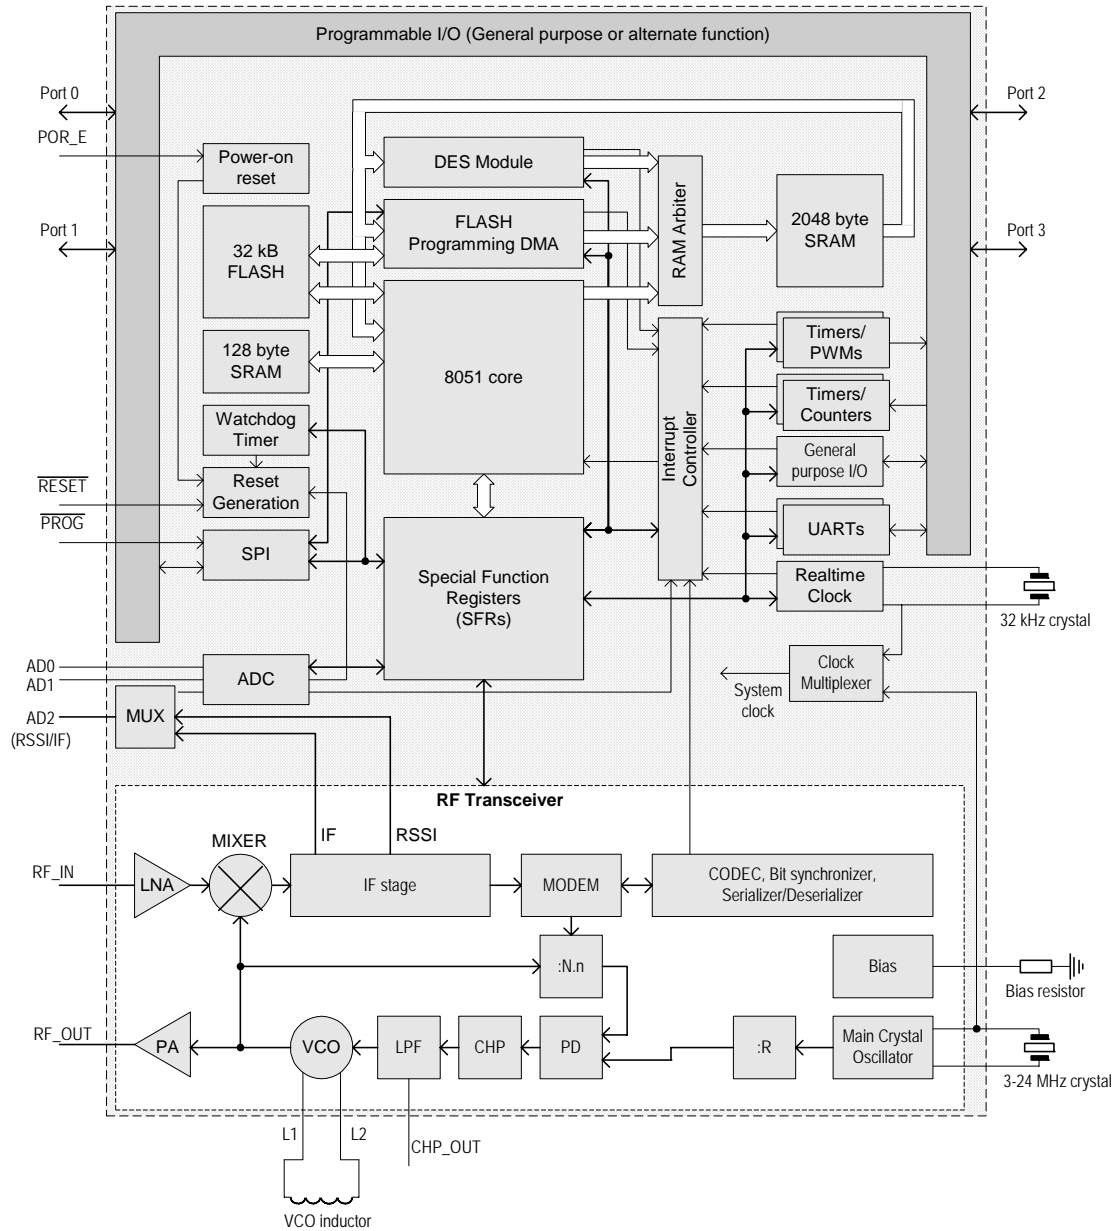 Programmable I/O (General purpose or alternate function)
Port 0
Port 2
POR_E
Power-on
reset
DES Module
RAM Arbiter
2048 byte
SRAM
Port 1
Port 3
32 kB
FLASH
FLASH
Programming DMA
128 byte
SRAM
8051 core
Interrupt
Controller
Timers/
PWMs
Timers/
Counters
Watchdog
Timer
General
purpose I/O
RESET
Reset
Generation
PROG
SPI
UARTs
Special Function
Registers
(SFRs)
Realtime
Clock
32 kHz crystal
AD0
AD1
ADC
Clock
Multiplexer
System
clock
AD2
(RSSI/IF)
MUX
RF Transceiver
IF
RSSI
MIXER
RF_IN
LNA
IF stage
MODEM
CODEC, Bit synchronizer,
Serializer/Deserializer
:N.n
Bias
Bias resistor
RF_OUT
PA
VCO
LPF
CHP
PD
:R
Main Crystal
Oscillator
3-24 MHz crystal
L1
L2
CHP_OUT
VCO inductor